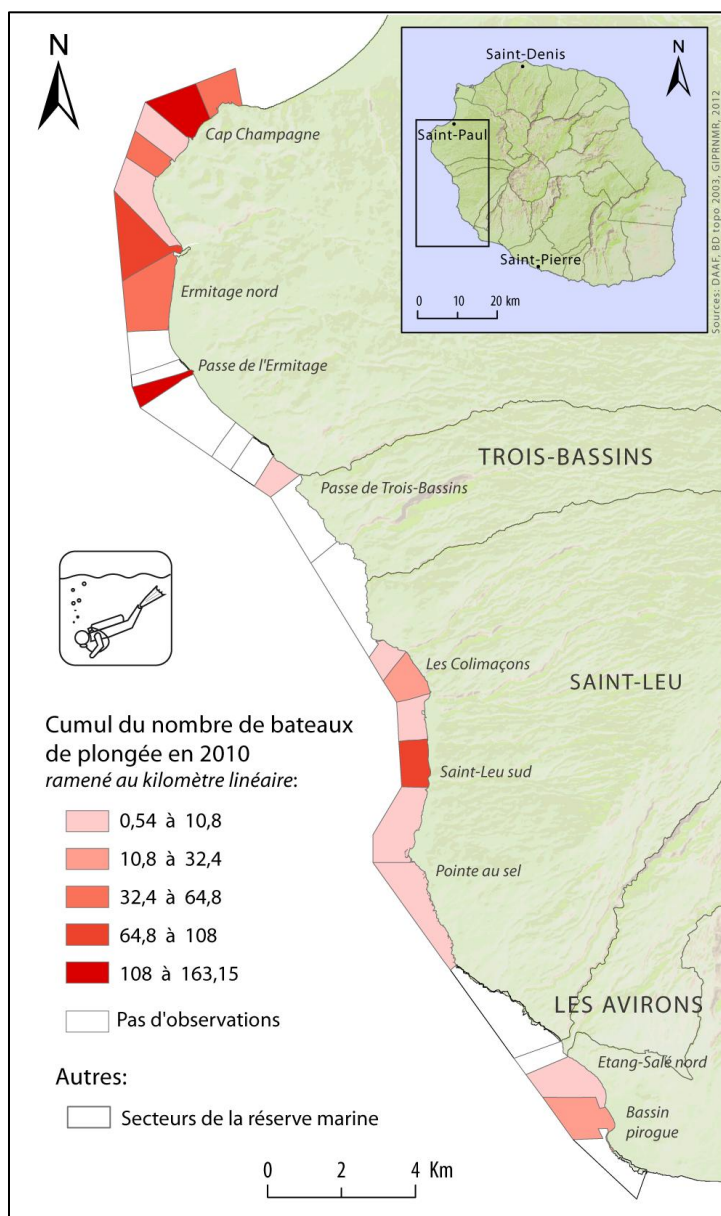 N
Cap Champagne
Ermitage nord
Passe de l'Ermitage
Passe de Trois-Bassins
TROIS-BASSINS
Les Colimaçons
SAINT-LEU
Saint-Leu sud
Pointe au sel
LES AVIRONS
Etang-Salé nord
Bassin
pirogue
Saint-Denis
N
Saint-Paul
Saint-Pierre
0 10 20 km
Sources: DAAF, BD topo 2003, GIPRNMR, 2012
Cumul du nombre de bateaux
de plongée en 2010
ramené au kilomètre linéaire:
0,54 à 10,8
10,8 à 32,4
32,4 à 64,8
64,8 à 108
108 à 163,15
Pas d'observations
Autres:
Secteurs de la réserve marine
0 2 4 Km